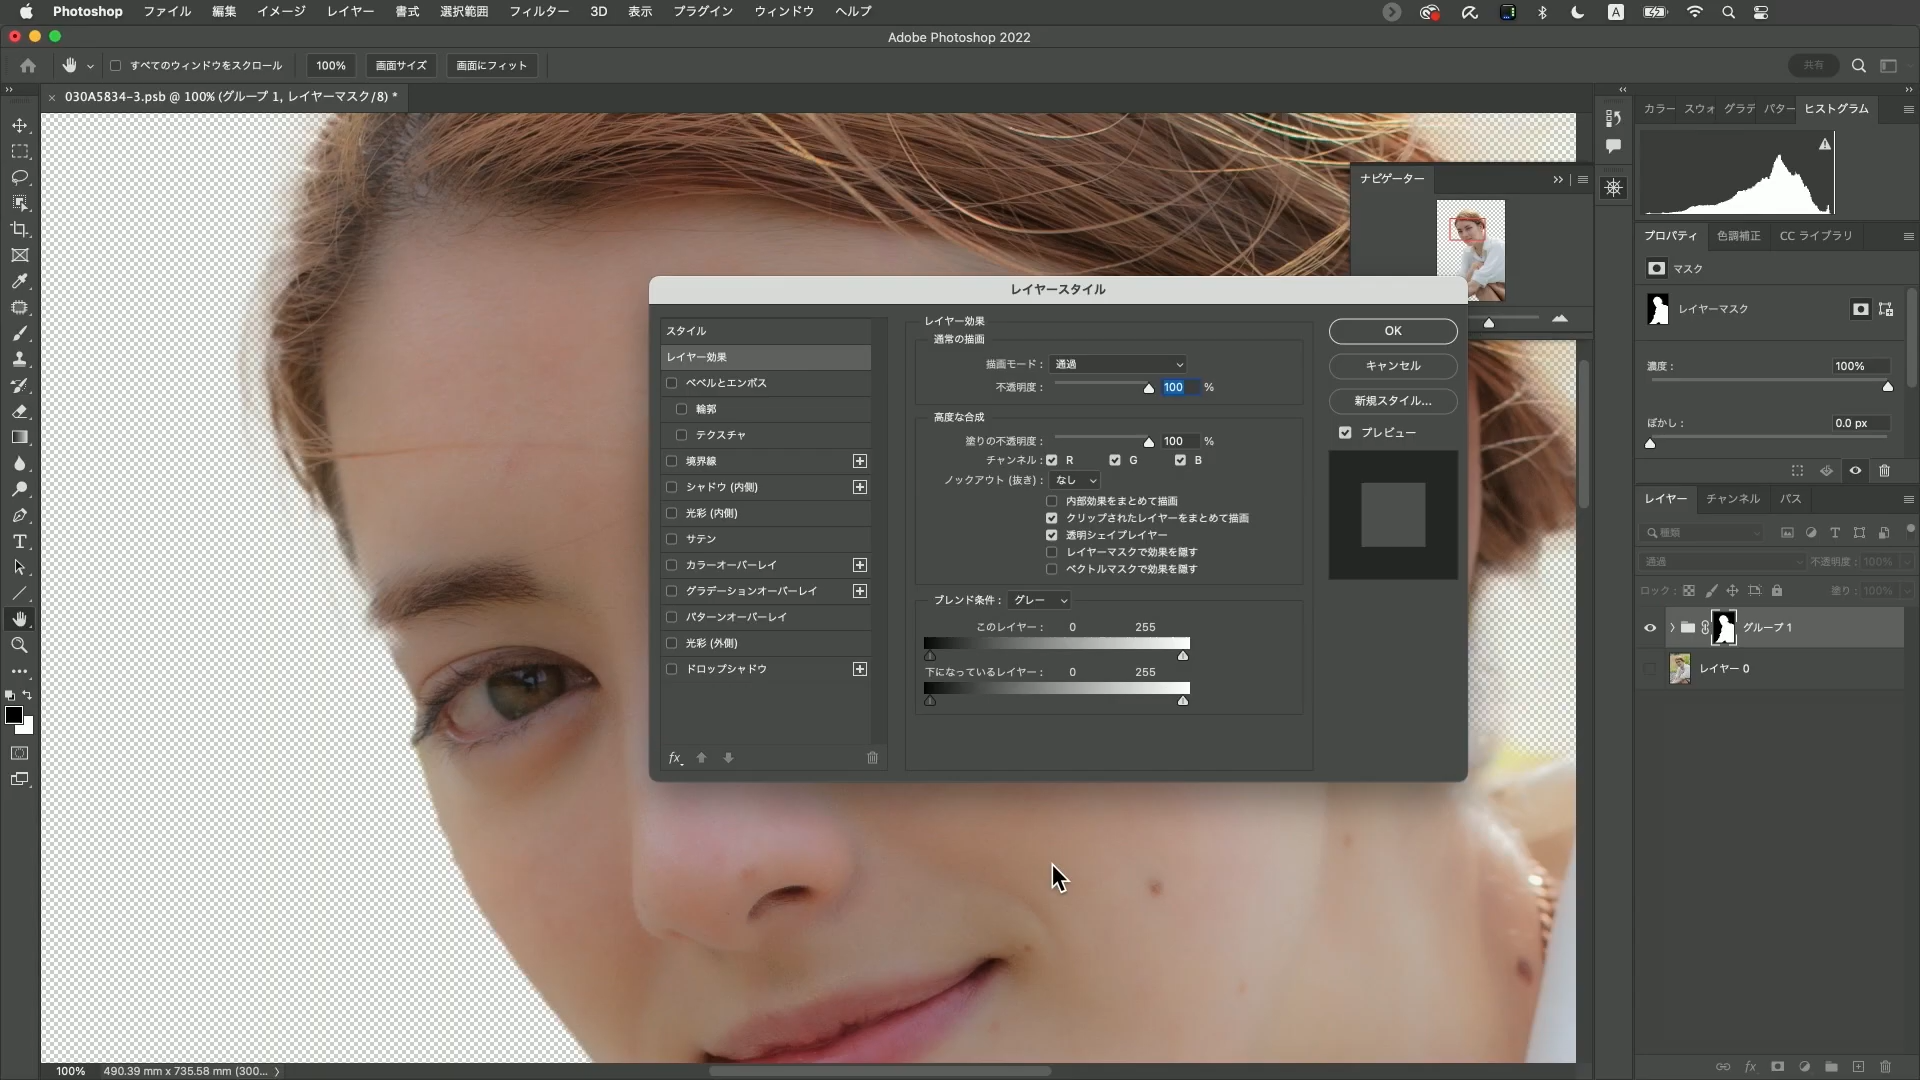 Photoshop ファイル 編集 イメージ レイヤー 書式 選択範囲 フィルター 3D 表示 プラグイン ウィンドウ ヘルプ
A
Adobe Photoshop 2022
すべてのウィンドウをスクロール 100% 画面サイズ 画面にフィット 共有
030A5834-3.psb @ 100% (グループ 1, レイヤーマスク/8) *
カラー スウォ グラデ パター ヒストグラム
ナビゲーター
プロパティ 色調補正 CC ライブラリ
マスク
レイヤーマスク
濃度: 100%
ぼかし: 0.0 px
レイヤー チャンネル パス
種類
通過 不透明度: 100%
ロック: 塗り: 100%
グループ 1
レイヤー 0
レイヤースタイル
スタイル
レイヤー効果
ベベルとエンボス
輪郭
テクスチャ
境界線
シャドウ (内側)
光彩 (内側)
サテン
カラーオーバーレイ
グラデーションオーバーレイ
パターンオーバーレイ
光彩 (外側)
ドロップシャドウ
fx
レイヤー効果
通常の描画
描画モード: 通過
不透明度: 100 %
高度な合成
塗りの不透明度: 100 %
チャンネル: R G B
ノックアウト (抜き): なし
内部効果をまとめて描画
クリップされたレイヤーをまとめて描画
透明シェイプレイヤー
レイヤーマスクで効果を隠す
ベクトルマスクで効果を隠す
ブレンド条件: グレー
このレイヤー: 0 255
下になっているレイヤー: 0 255
OK
キャンセル
新規スタイル...
プレビュー
100% 490.39 mm x 735.58 mm (300...
fx